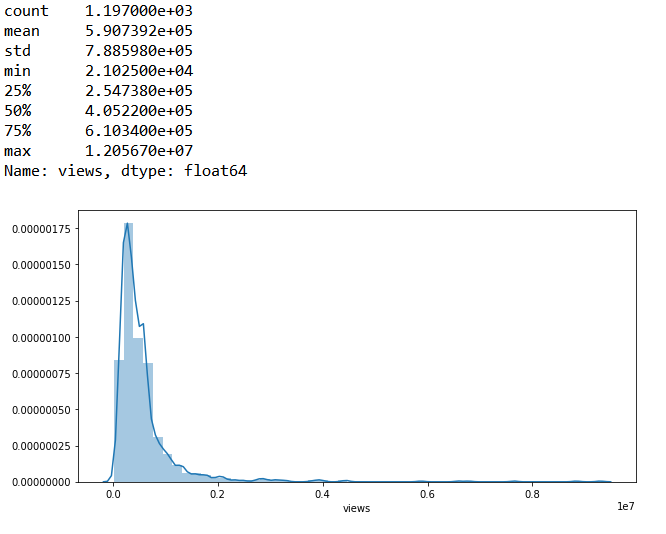 count    1.197000e+03
mean     5.907392e+05
std      7.885980e+05
min      2.102500e+04
25%      2.547380e+05
50%      4.052200e+05
75%      6.103400e+05
max      1.205670e+07
Name: views, dtype: float64
0.00000175
0.00000150
0.00000125
0.00000100
0.00000075
0.00000050
0.00000025
0.00000000
0.0 0.2 0.4 0.6 0.8
1e7
views